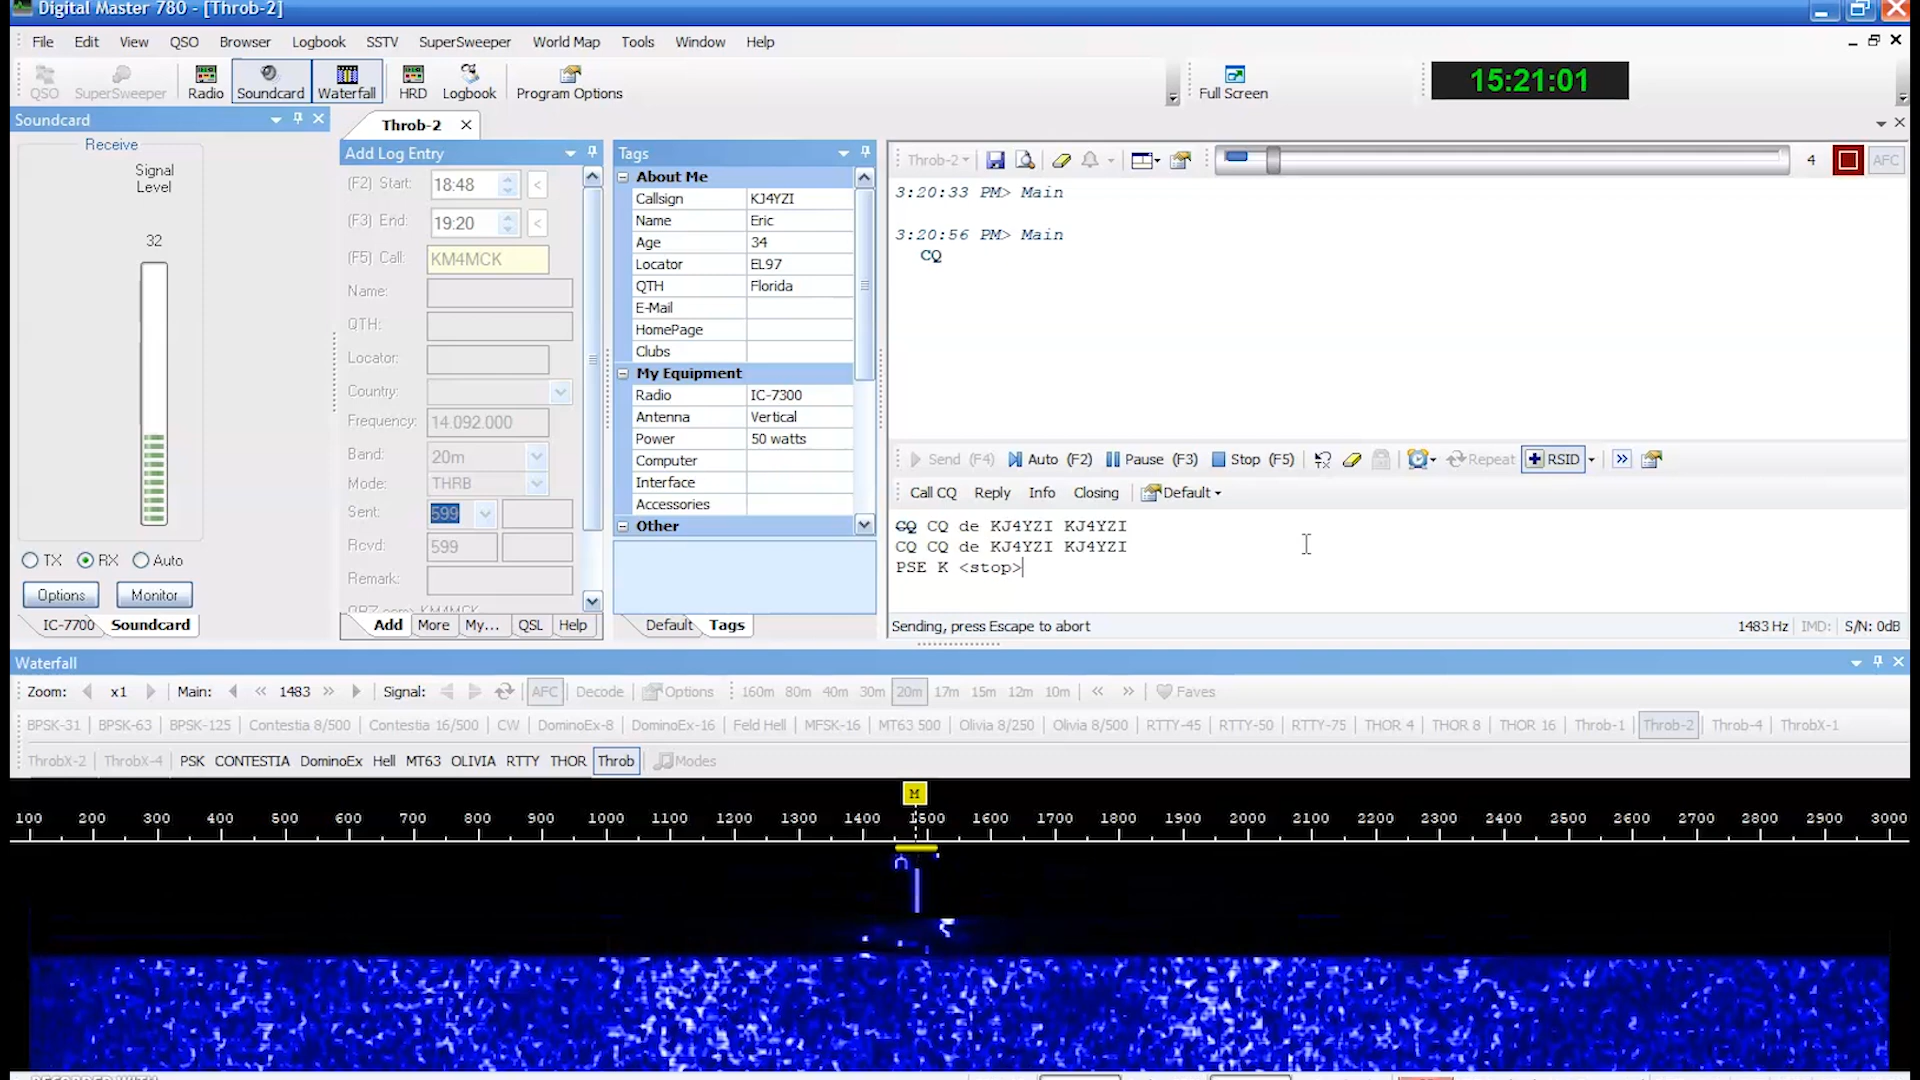 Digital Master 780 - [Throb-2]
File Edit View QSO Browser Logbook SSTV SuperSweeper World Map Tools Window Help
QSO SuperSweeper Radio Soundcard Waterfall HRD Logbook Program Options Full Screen 15:21:01
Soundcard
Receive
Signal
Level
32
TX RX Auto
Options Monitor
IC-7700 Soundcard
Throb-2
Add Log Entry
(F2) Start: 18:48 <
(F3) End: 19:20 <
(F5) Call: KM4MCK
Name:
QTH:
Locator:
Country:
Frequency: 14.092.000
Band: 20m
Mode: THRB
Sent: 599
Rcvd: 599
Remark:
QRZ.com> KM4MCK
Add More My... QSL Help
Tags
About Me
Callsign KJ4YZI
Name Eric
Age 34
Locator EL97
QTH Florida
E-Mail
HomePage
Clubs
My Equipment
Radio IC-7300
Antenna Vertical
Power 50 watts
Computer
Interface
Accessories
Other
Default Tags
Throb-2 4 AFC
3:20:33 PM> Main
3:20:56 PM> Main
CQ
Send (F4) Auto (F2) Pause (F3) Stop (F5) Repeat RSID
Call CQ Reply Info Closing Default
CQ CQ de KJ4YZI KJ4YZI
CQ CQ de KJ4YZI KJ4YZI
PSE K <stop>
Sending, press Escape to abort 1483 Hz IMD: S/N: 0dB
Waterfall
Zoom: x1 Main: 1483 Signal: AFC Decode Options 160m 80m 40m 30m 20m 17m 15m 12m 10m Faves
BPSK-31 BPSK-63 BPSK-125 Contestia 8/500 Contestia 16/500 CW DominoEx-8 DominoEx-16 Feld Hell MFSK-16 MT63 500 Olivia 8/250 Olivia 8/500 RTTY-45 RTTY-50 RTTY-75 THOR 4 THOR 8 THOR 16 Throb-1 Throb-2 Throb-4 ThrobX-1
ThrobX-2 ThrobX-4 PSK CONTESTIA DominoEx Hell MT63 OLIVIA RTTY THOR Throb Modes
M
100 200 300 400 500 600 700 800 900 1000 1100 1200 1300 1400 1500 1600 1700 1800 1900 2000 2100 2200 2300 2400 2500 2600 2700 2800 2900 3000
RECORDED WITH